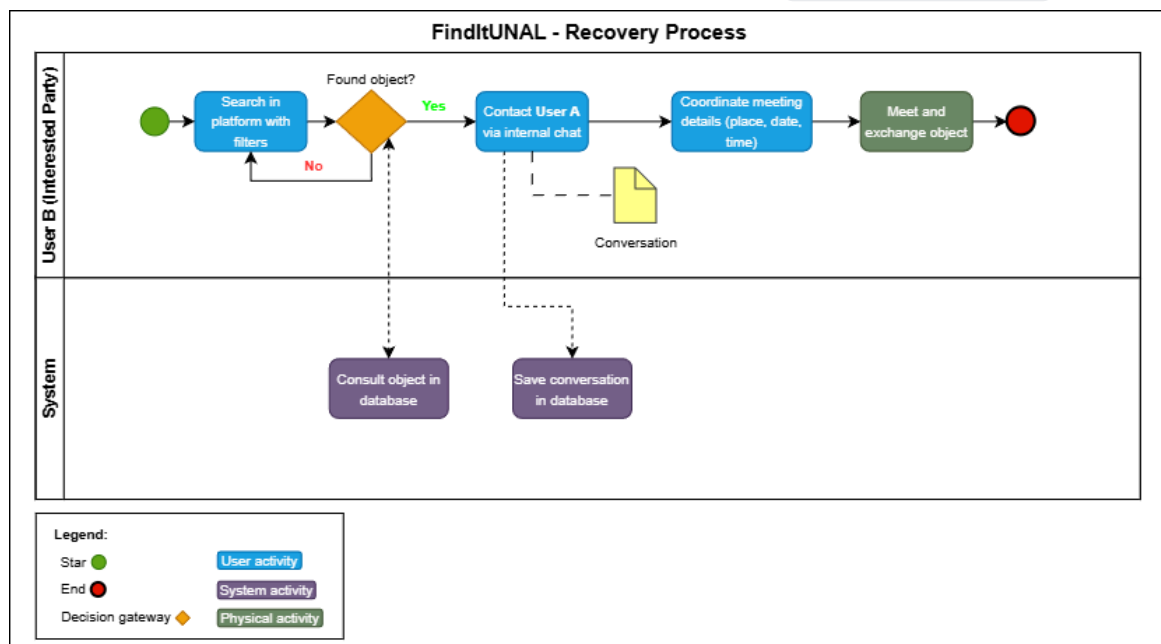 FindItUNAL - Recovery Process
User B (Interested Party)
Found object?
Search in
platform with
filters
Yes
No
Contact User A
via internal chat
Coordinate meeting
details (place, date,
time)
Meet and
exchange object
Conversation
System
Consult object in
database
Save conversation
in database
Legend:
Star
User activity
End
System activity
Decision gateway
Physical activity